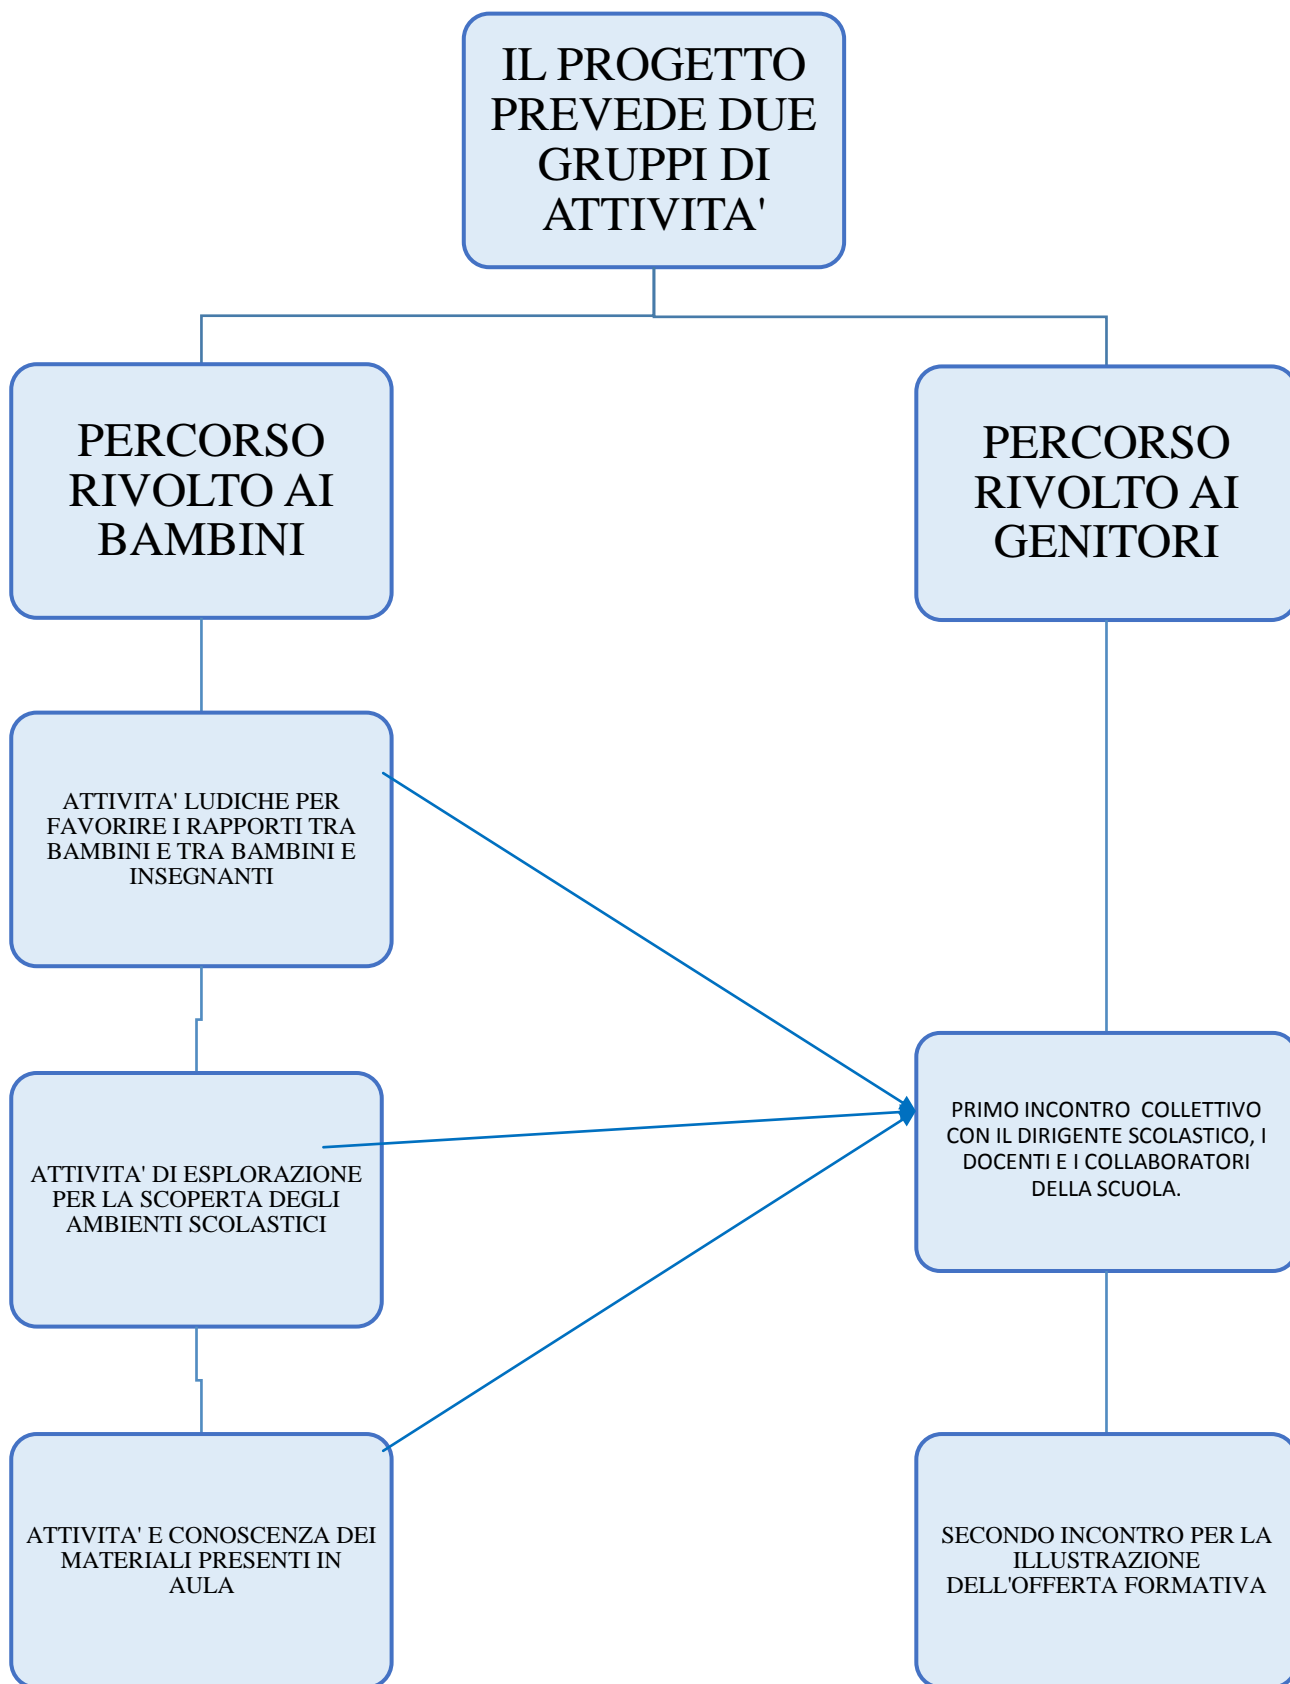 IL PROGETTO
PREVEDE DUE
GRUPPI DI
ATTIVITA'
PERCORSO
RIVOLTO AI
BAMBINI
PERCORSO
RIVOLTO AI
GENITORI
ATTIVITA' LUDICHE PER
FAVORIRE I RAPPORTI TRA
BAMBINI E TRA BAMBINI E
INSEGNANTI
ATTIVITA' DI ESPLORAZIONE
PER LA SCOPERTA DEGLI
AMBIENTI SCOLASTICI
PRIMO INCONTRO COLLETTIVO
CON IL DIRIGENTE SCOLASTICO, I
DOCENTI E I COLLABORATORI
DELLA SCUOLA.
ATTIVITA' E CONOSCENZA DEI
MATERIALI PRESENTI IN
AULA
SECONDO INCONTRO PER LA
ILLUSTRAZIONE
DELL'OFFERTA FORMATIVA